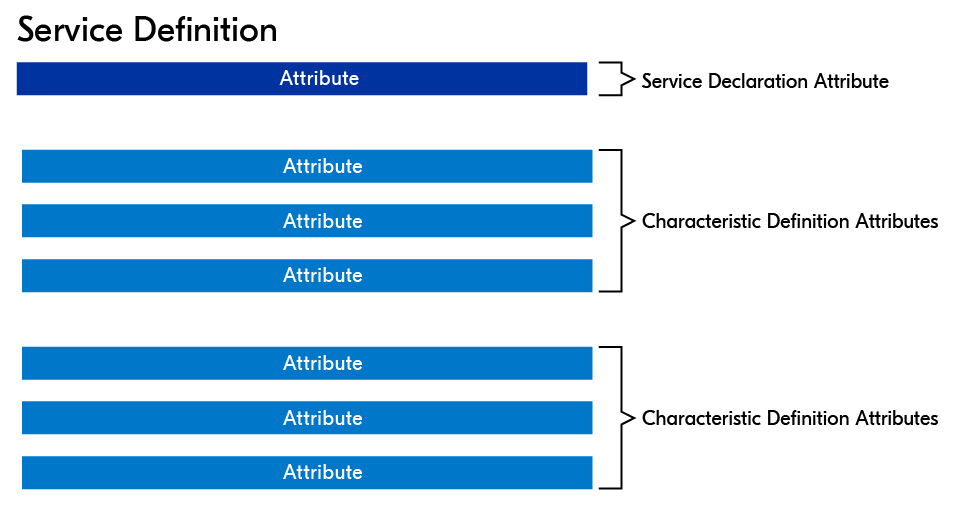 Service Definition
Attribute
Service Declaration Attribute
Attribute
Attribute
Characteristic Definition Attributes
Attribute
Attribute
Attribute
Characteristic Definition Attributes
Attribute